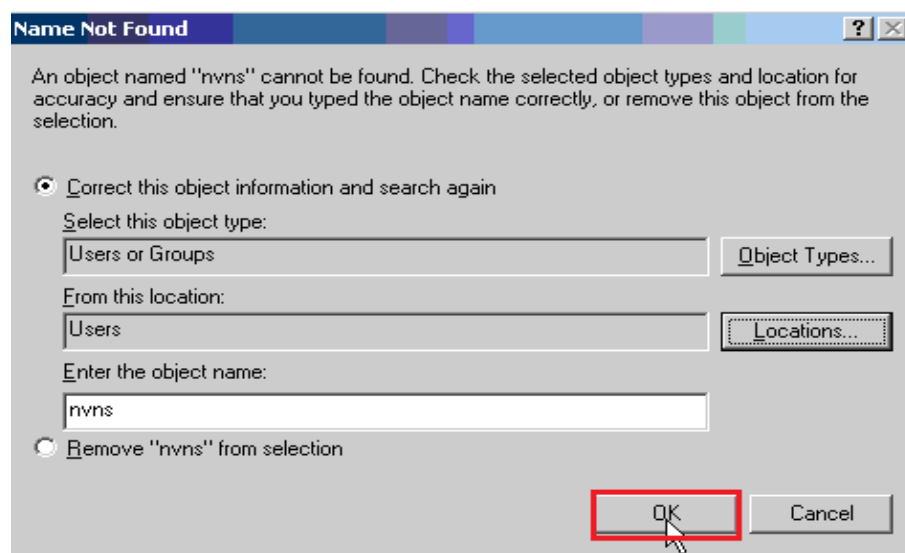 Name Not Found
?
An object named "nvns" cannot be found. Check the selected object types and location for
accuracy and ensure that you typed the object name correctly, or remove this object from the
selection.
Correct this object information and search again
Select this object type:
Users or Groups
Object Types...
From this location:
Users
Locations...
Enter the object name:
nvns
Remove "nvns" from selection
OK
Cancel